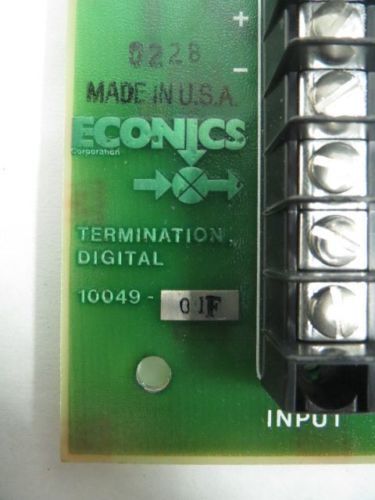 +
0228
-
MADE IN U.S.A.
ECONICS
Corporation
TERMINATION
DIGITAL
10049- 01F
INPUT